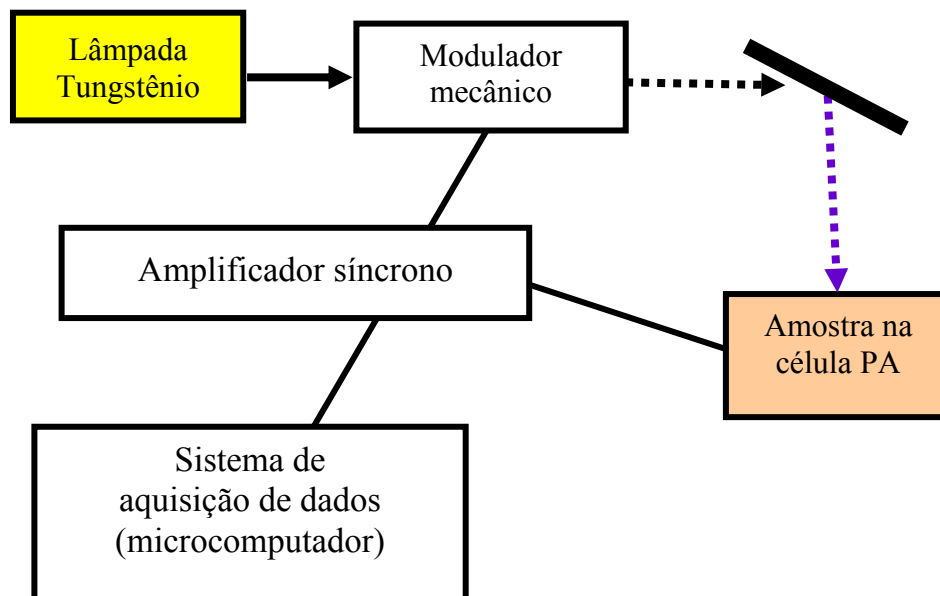 Lâmpada
Tungstênio
Modulador
mecânico
Amplificador síncrono
Amostra na
célula PA
Sistema de
aquisição de dados
(microcomputador)